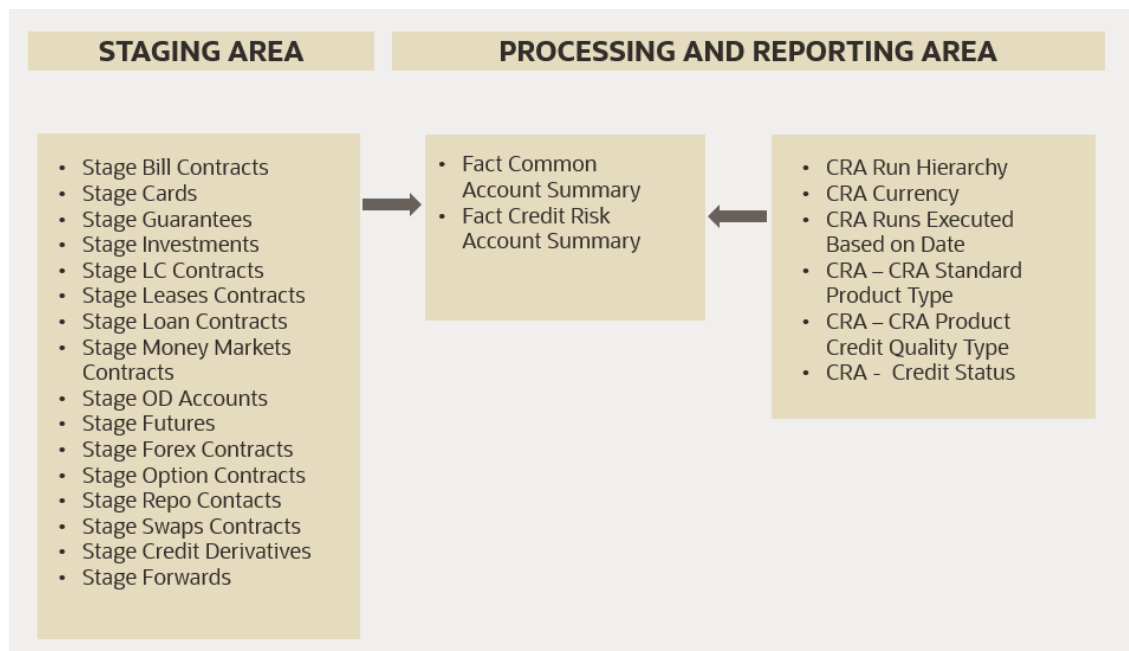 STAGING AREA
PROCESSING AND REPORTING AREA
• Stage Bill Contracts
• Stage Cards
• Stage Guarantees
• Stage Investments
• Stage LC Contracts
• Stage Leases Contracts
• Stage Loan Contracts
• Stage Money Markets
Contracts
• Stage OD Accounts
• Stage Futures
• Stage Forex Contracts
• Stage Option Contracts
• Stage Repo Contacts
• Stage Swaps Contracts
• Stage Credit Derivatives
• Stage Forwards
• Fact Common
Account Summary
• Fact Credit Risk
Account Summary
• CRA Run Hierarchy
• CRA Currency
• CRA Runs Executed
Based on Date
• CRA – CRA Standard
Product Type
• CRA – CRA Product
Credit Quality Type
• CRA - Credit Status